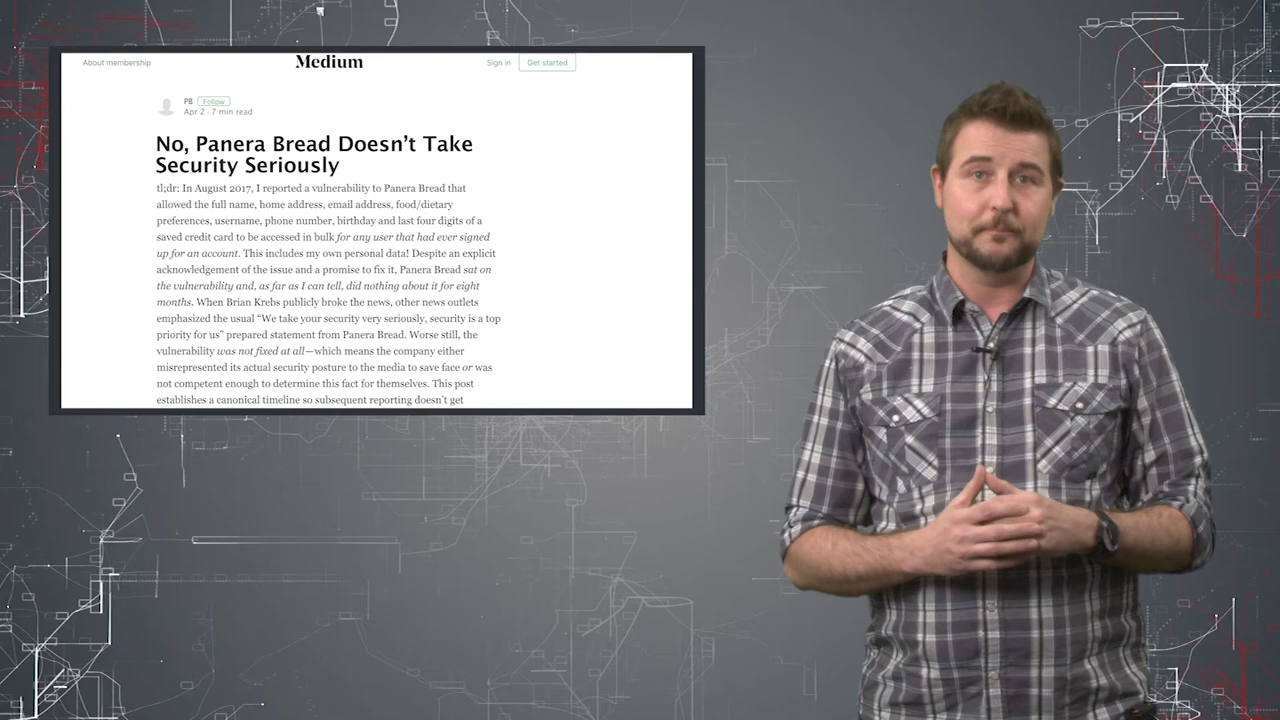 About membership
Medium
Sign in
Get started
PB Follow
Apr 2 · 7 min read
No, Panera Bread Doesn’t Take
Security Seriously
tl;dr: In August 2017, I reported a vulnerability to Panera Bread that
allowed the full name, home address, email address, food/dietary
preferences, username, phone number, birthday and last four digits of a
saved credit card to be accessed in bulk for any user that had ever signed
up for an account. This includes my own personal data! Despite an explicit
acknowledgement of the issue and a promise to fix it, Panera Bread sat on
the vulnerability and, as far as I can tell, did nothing about it for eight
months. When Brian Krebs publicly broke the news, other news outlets
emphasized the usual “We take your security very seriously, security is a top
priority for us” prepared statement from Panera Bread. Worse still, the
vulnerability was not fixed at all—which means the company either
misrepresented its actual security posture to the media to save face or was
not competent enough to determine this fact for themselves. This post
establishes a canonical timeline so subsequent reporting doesn’t get